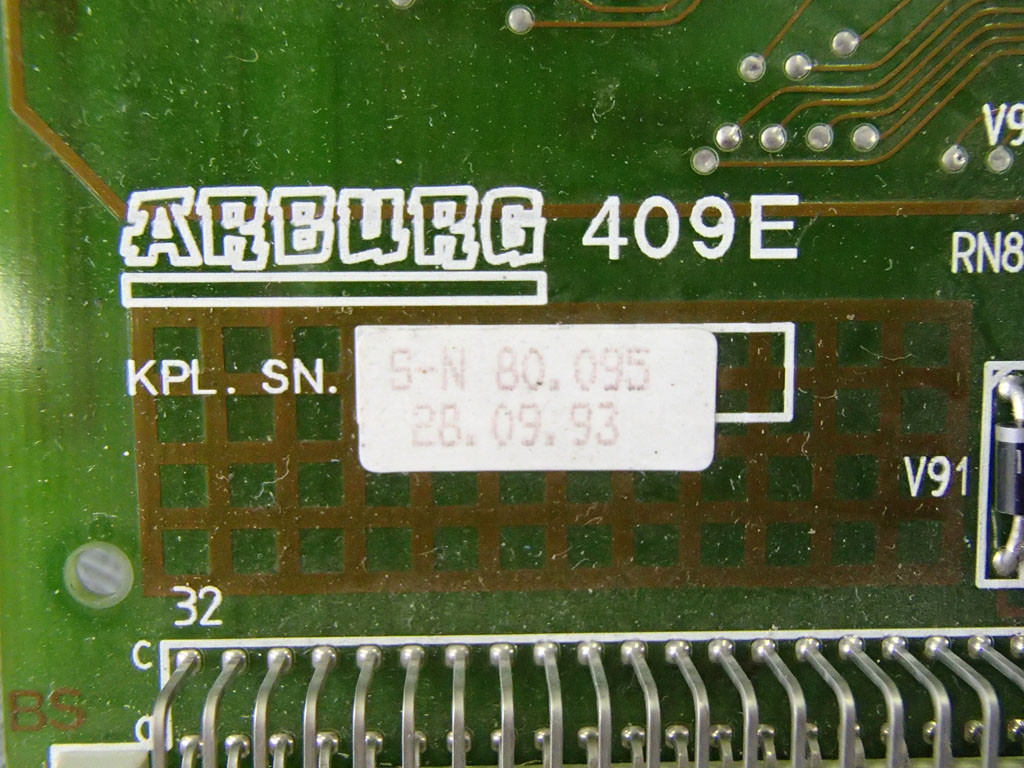 V9
ARBURG 409E
RN8
KPL. SN.
S-N 80.095
28.09.93
V91
32
C
a
BS